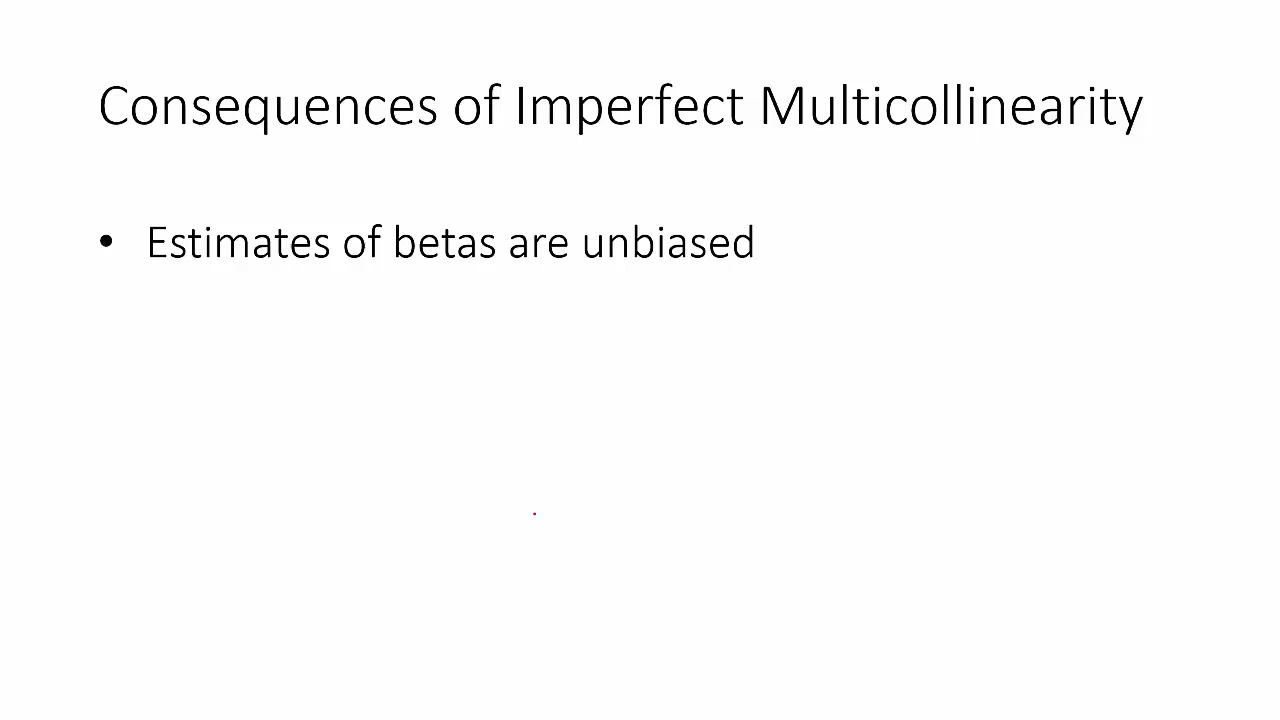 Consequences of Imperfect Multicollinearity
• Estimates of betas are unbiased